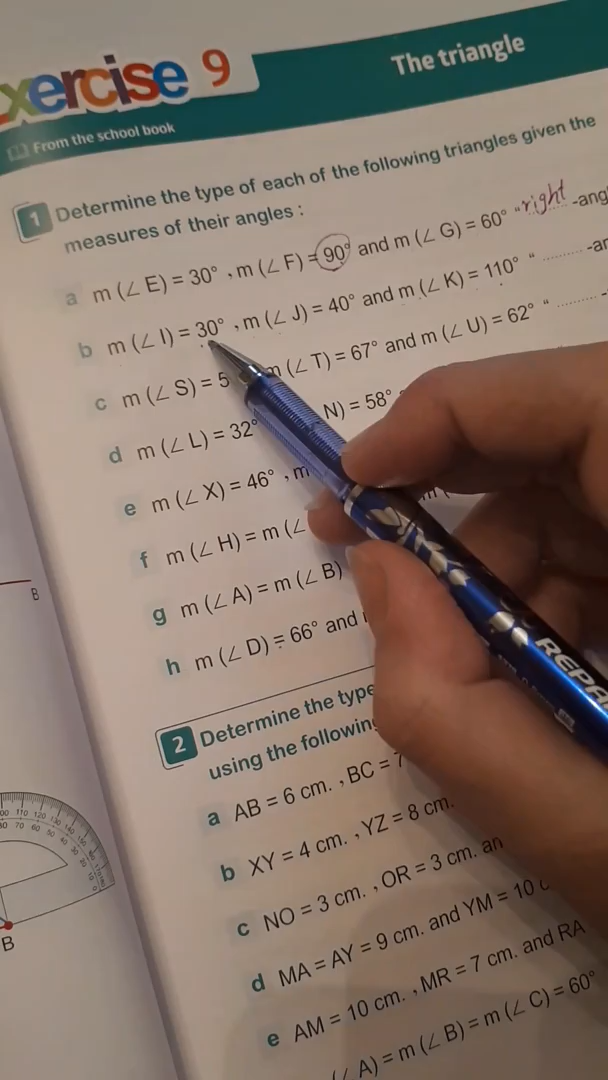 xercise 9
The triangle
From the school book
1 Determine the type of each of the following triangles given the
measures of their angles :
a m (∠ E) = 30° , m (∠ F) = 90° and m (∠ G) = 60° " right -ang
b m (∠ I) = 30° , m (∠ J) = 40° and m (∠ K) = 110° " ......... -an
c m (∠ S) = 5 m (∠ T) = 67° and m (∠ U) = 62° " ......... -
d m (∠ L) = 32° N) = 58°
e m (∠ X) = 46° , m
f m (∠ H) = m (∠
g m (∠ A) = m (∠ B)
h m (∠ D) = 66° and
2 Determine the type
using the following
a AB = 6 cm. , BC = 7
b XY = 4 cm. , YZ = 8 cm.
c NO = 3 cm. , OR = 3 cm. an
d MA = AY = 9 cm. and YM = 10 c
e AM = 10 cm. , MR = 7 cm. and RA
(∠ A) = m (∠ B) = m (∠ C) = 60°
B
B
REPA